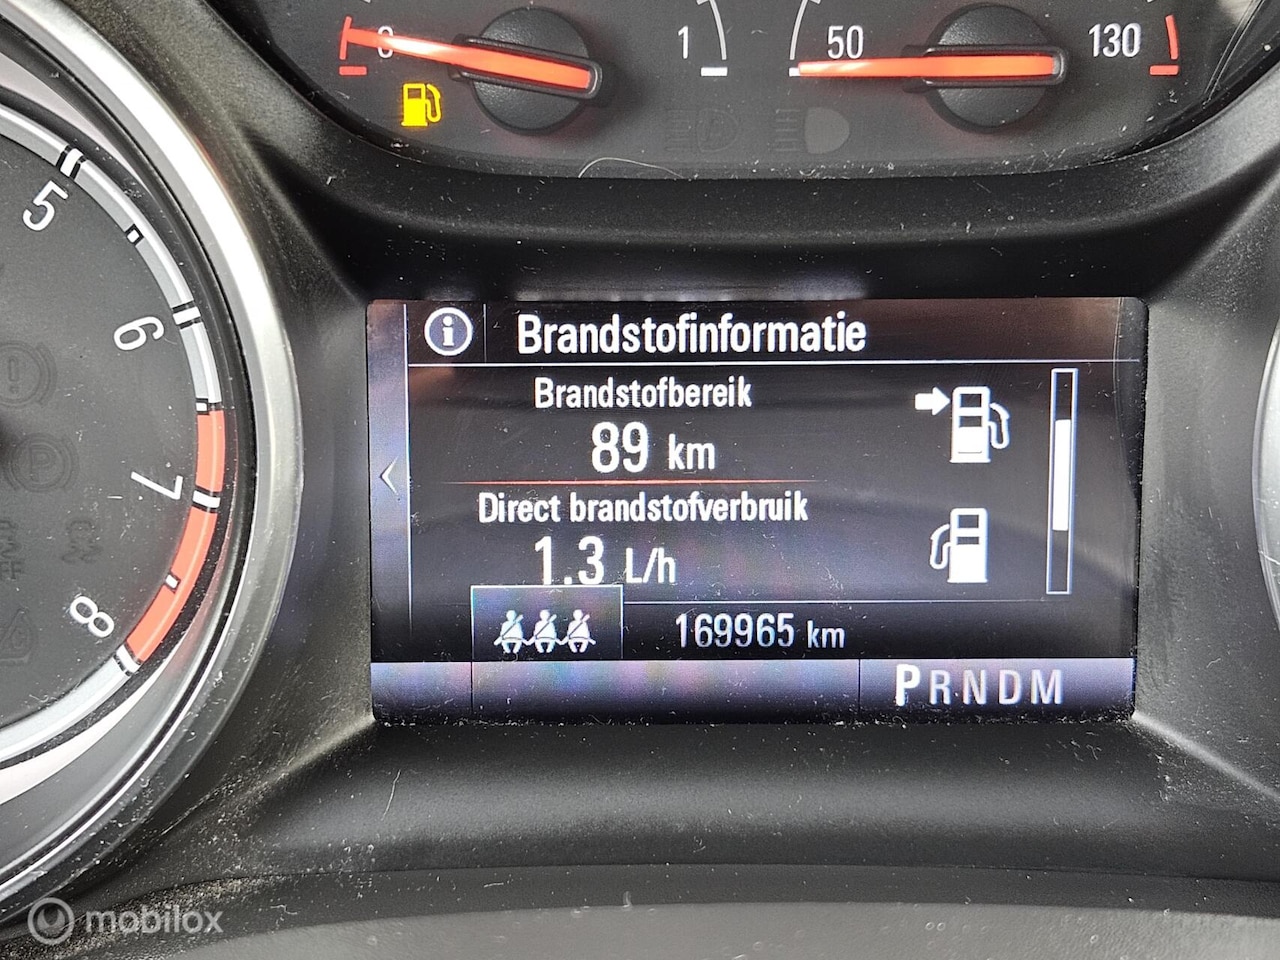 0 1 50 130
5
6
7
8
Brandstofinformatie
Brandstofbereik
89 km
Direct brandstofverbruik
1.3 L/h
169965 km
PRNDM
OFF
mobilox